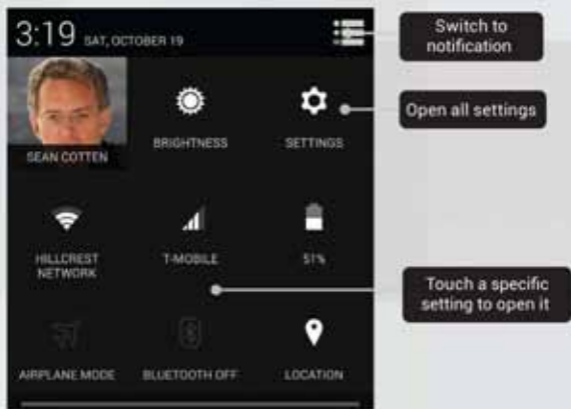 3:19 SAT, OCTOBER 19
Switch to
notification
Open all settings
SEAN COTTEN
BRIGHTNESS
SETTINGS
HILLCREST
NETWORK
T-MOBILE
51%
Touch a specific
setting to open it
AIRPLANE MODE
BLUETOOTH OFF
LOCATION